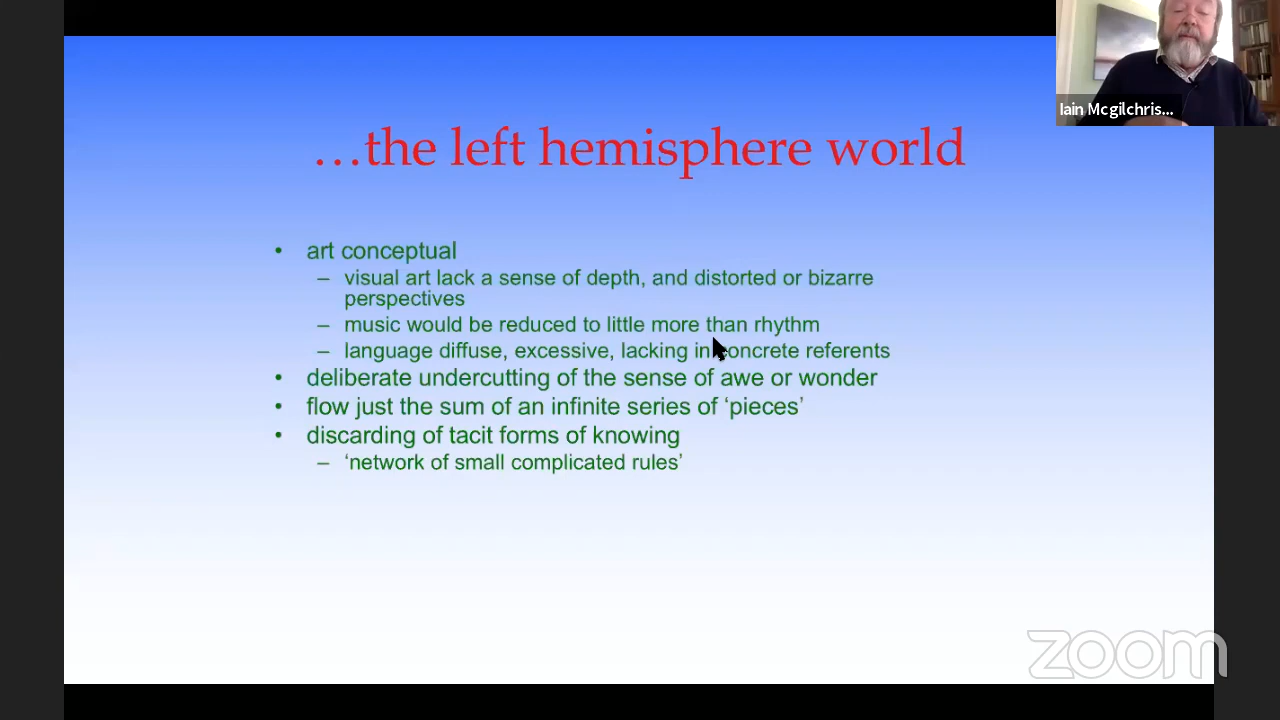 Iain Mcgilchris...
...the left hemisphere world
• art conceptual
– visual art lack a sense of depth, and distorted or bizarre
perspectives
– music would be reduced to little more than rhythm
– language diffuse, excessive, lacking in concrete referents
• deliberate undercutting of the sense of awe or wonder
• flow just the sum of an infinite series of ‘pieces’
• discarding of tacit forms of knowing
– ‘network of small complicated rules’
zoom